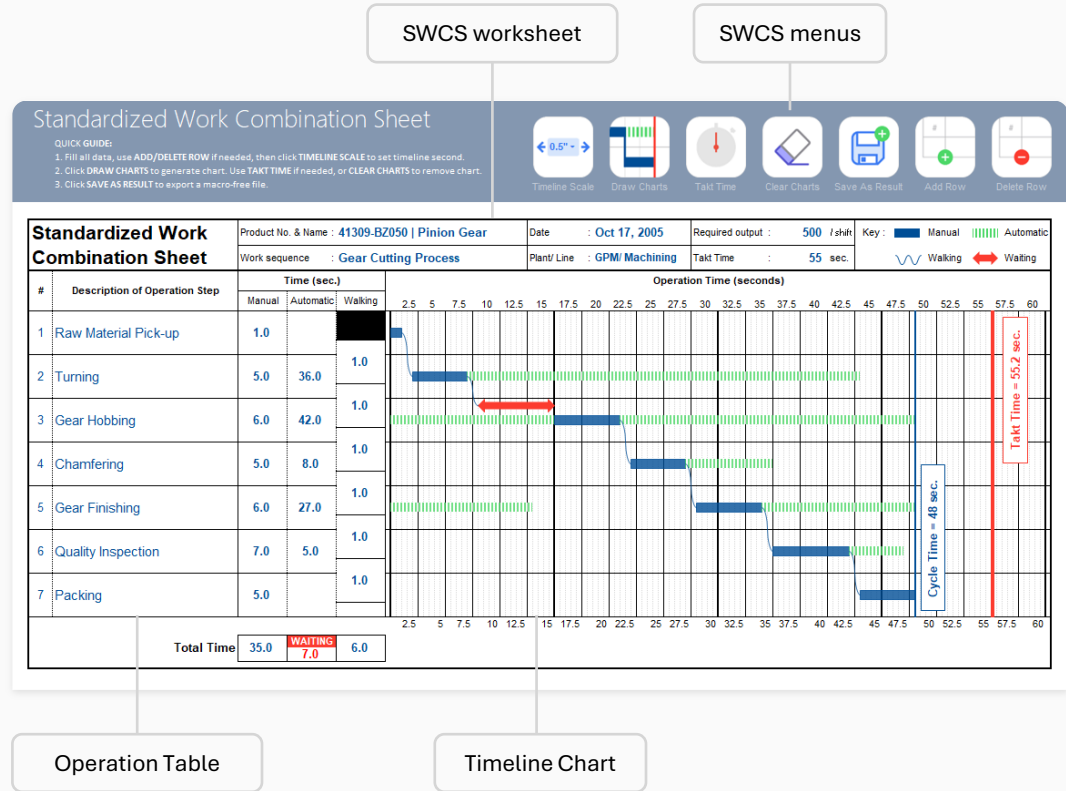 SWCS worksheet
SWCS menus
Standardized Work Combination Sheet
QUICK GUIDE:
1. Fill all data, use ADD/DELETE ROW if needed, then click TIMELINE SCALE to set timeline second.
2. Click DRAW CHARTS to generate chart. Use TAKT TIME if needed, or CLEAR CHARTS to remove chart.
3. Click SAVE AS RESULT to export a macro-free file.
0.5"
#
#
Timeline Scale
Draw Charts
Takt Time
Clear Charts
Save As Result
Add Row
Delete Row
Standardized Work
Combination Sheet
Product No. & Name : 41309-BZ050 | Pinion Gear
Date : Oct 17, 2005
Required output : 500 / shift
Key : Manual Automatic
Work sequence : Gear Cutting Process
Plant/ Line : GPM/ Machining
Takt Time : 55 sec.
Walking Waiting
# Description of Operation Step
Time (sec.)
Manual Automatic Walking
Operation Time (seconds)
2.5 5 7.5 10 12.5 15 17.5 20 22.5 25 27.5 30 32.5 35 37.5 40 42.5 45 47.5 50 52.5 55 57.5 60
1 Raw Material Pick-up 1.0
1.0
2 Turning 5.0 36.0
1.0
3 Gear Hobbing 6.0 42.0
1.0
4 Chamfering 5.0 8.0
1.0
5 Gear Finishing 6.0 27.0
1.0
6 Quality Inspection 7.0 5.0
1.0
7 Packing 5.0
Cycle Time = 48 sec.
Takt Time = 55.2 sec.
2.5 5 7.5 10 12.5 15 17.5 20 22.5 25 27.5 30 32.5 35 37.5 40 42.5 45 47.5 50 52.5 55 57.5 60
Total Time 35.0 WAITING 6.0
7.0
Operation Table
Timeline Chart